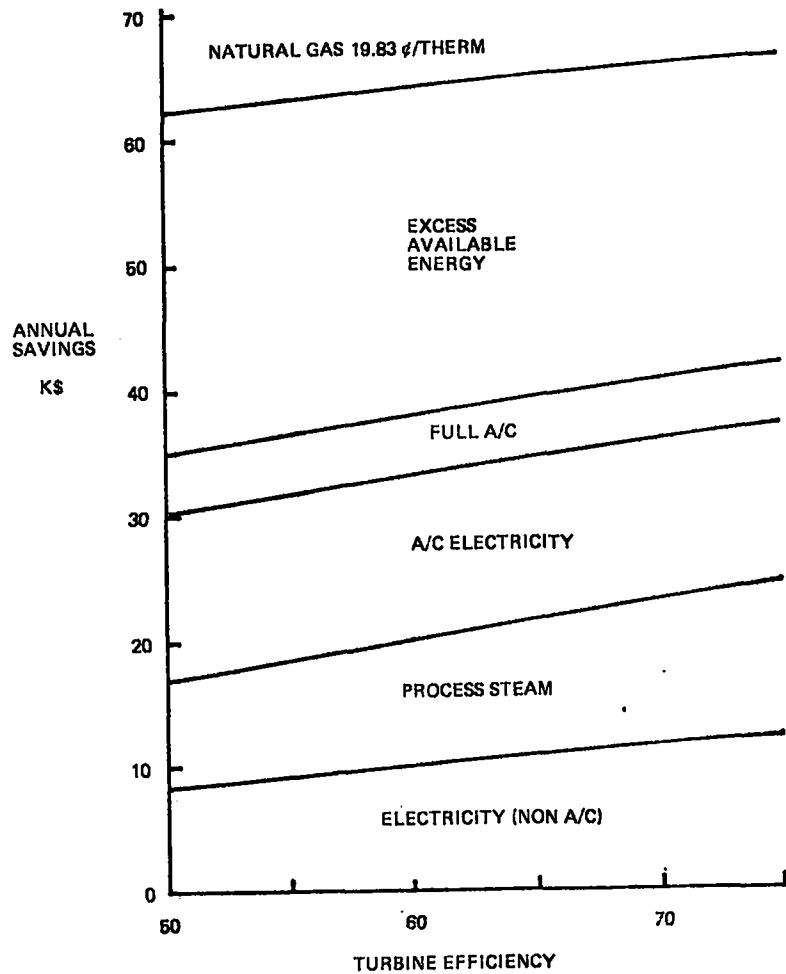 70
NATURAL GAS 19.83 ¢/THERM
60
EXCESS
AVAILABLE
ENERGY
50
ANNUAL
SAVINGS
K$
40
FULL A/C
30
A/C ELECTRICITY
20
PROCESS STEAM
10
ELECTRICITY (NON A/C)
0
50
60
70
TURBINE EFFICIENCY